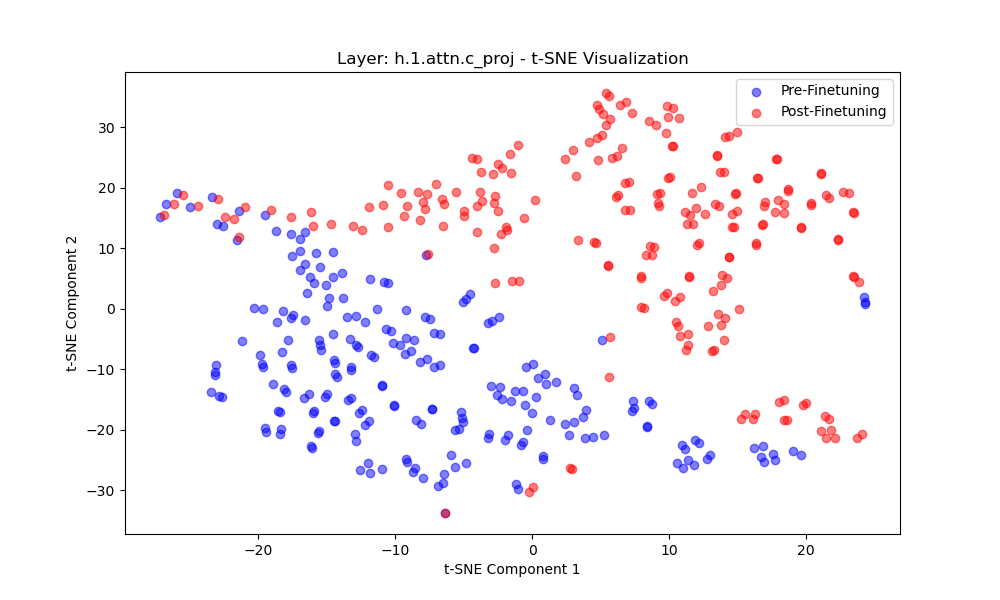 Layer: h.1.attn.c_proj - t-SNE Visualization
Pre-Finetuning
Post-Finetuning
t-SNE Component 2
30
20
10
0
−10
−20
−30
−20
−10
0
10
20
t-SNE Component 1